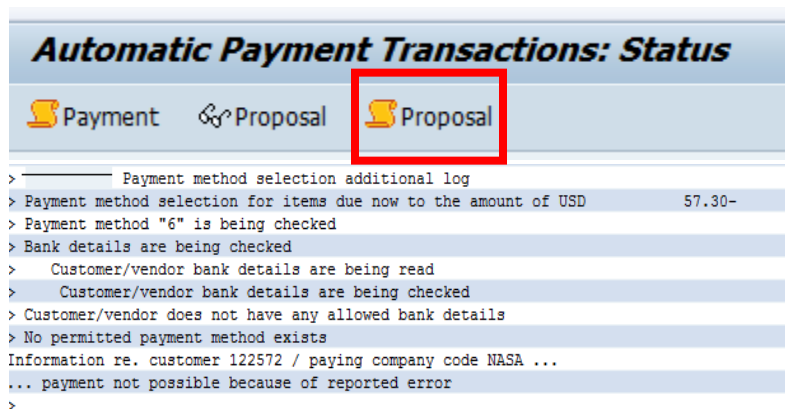 Automatic Payment Transactions: Status
Payment Proposal Proposal
> Payment method selection additional log
> Payment method selection for items due now to the amount of USD 57.30-
> Payment method "6" is being checked
> Bank details are being checked
> Customer/vendor bank details are being read
> Customer/vendor bank details are being checked
> Customer/vendor does not have any allowed bank details
> No permitted payment method exists
Information re. customer 122572 / paying company code NASA ...
... payment not possible because of reported error
>